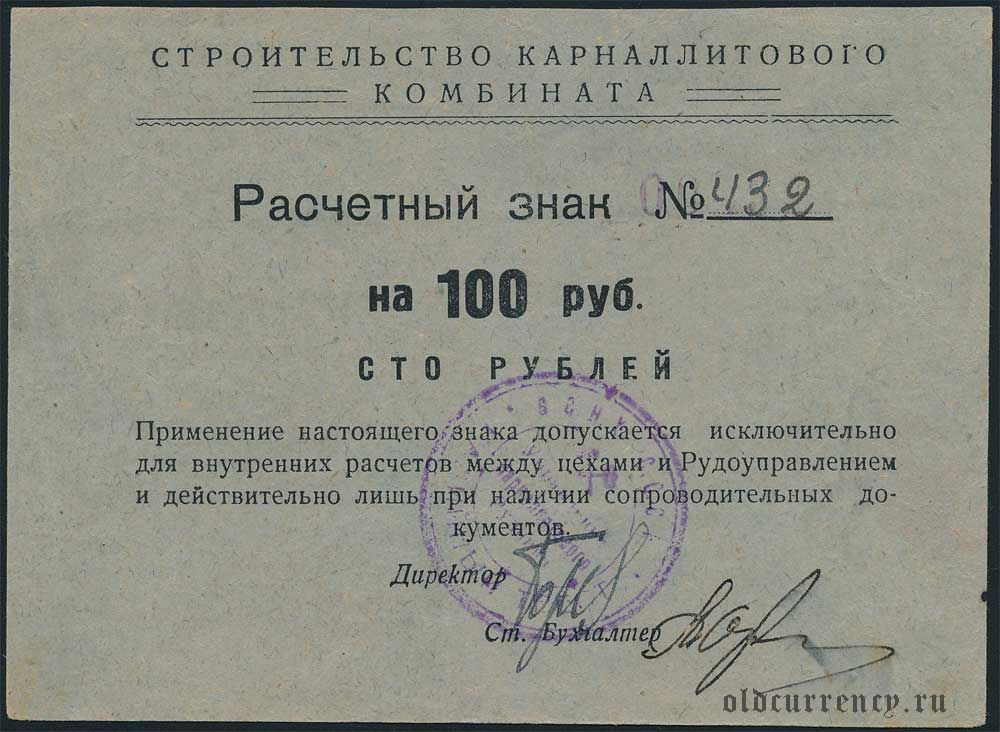 СТРОИТЕЛЬСТВО КАРНАЛЛИТОВОГО
КОМБИНАТА
Расчетный знак №432
на 100 руб.
СТО РУБЛЕЙ
Применение настоящего знака допускается исключительно
для внутренних расчетов между цехами и Рудоуправлением
и действительно лишь при наличии сопроводительных до-
кументов.
Директор
Ст. Бухгалтер
oldcurrency.ru